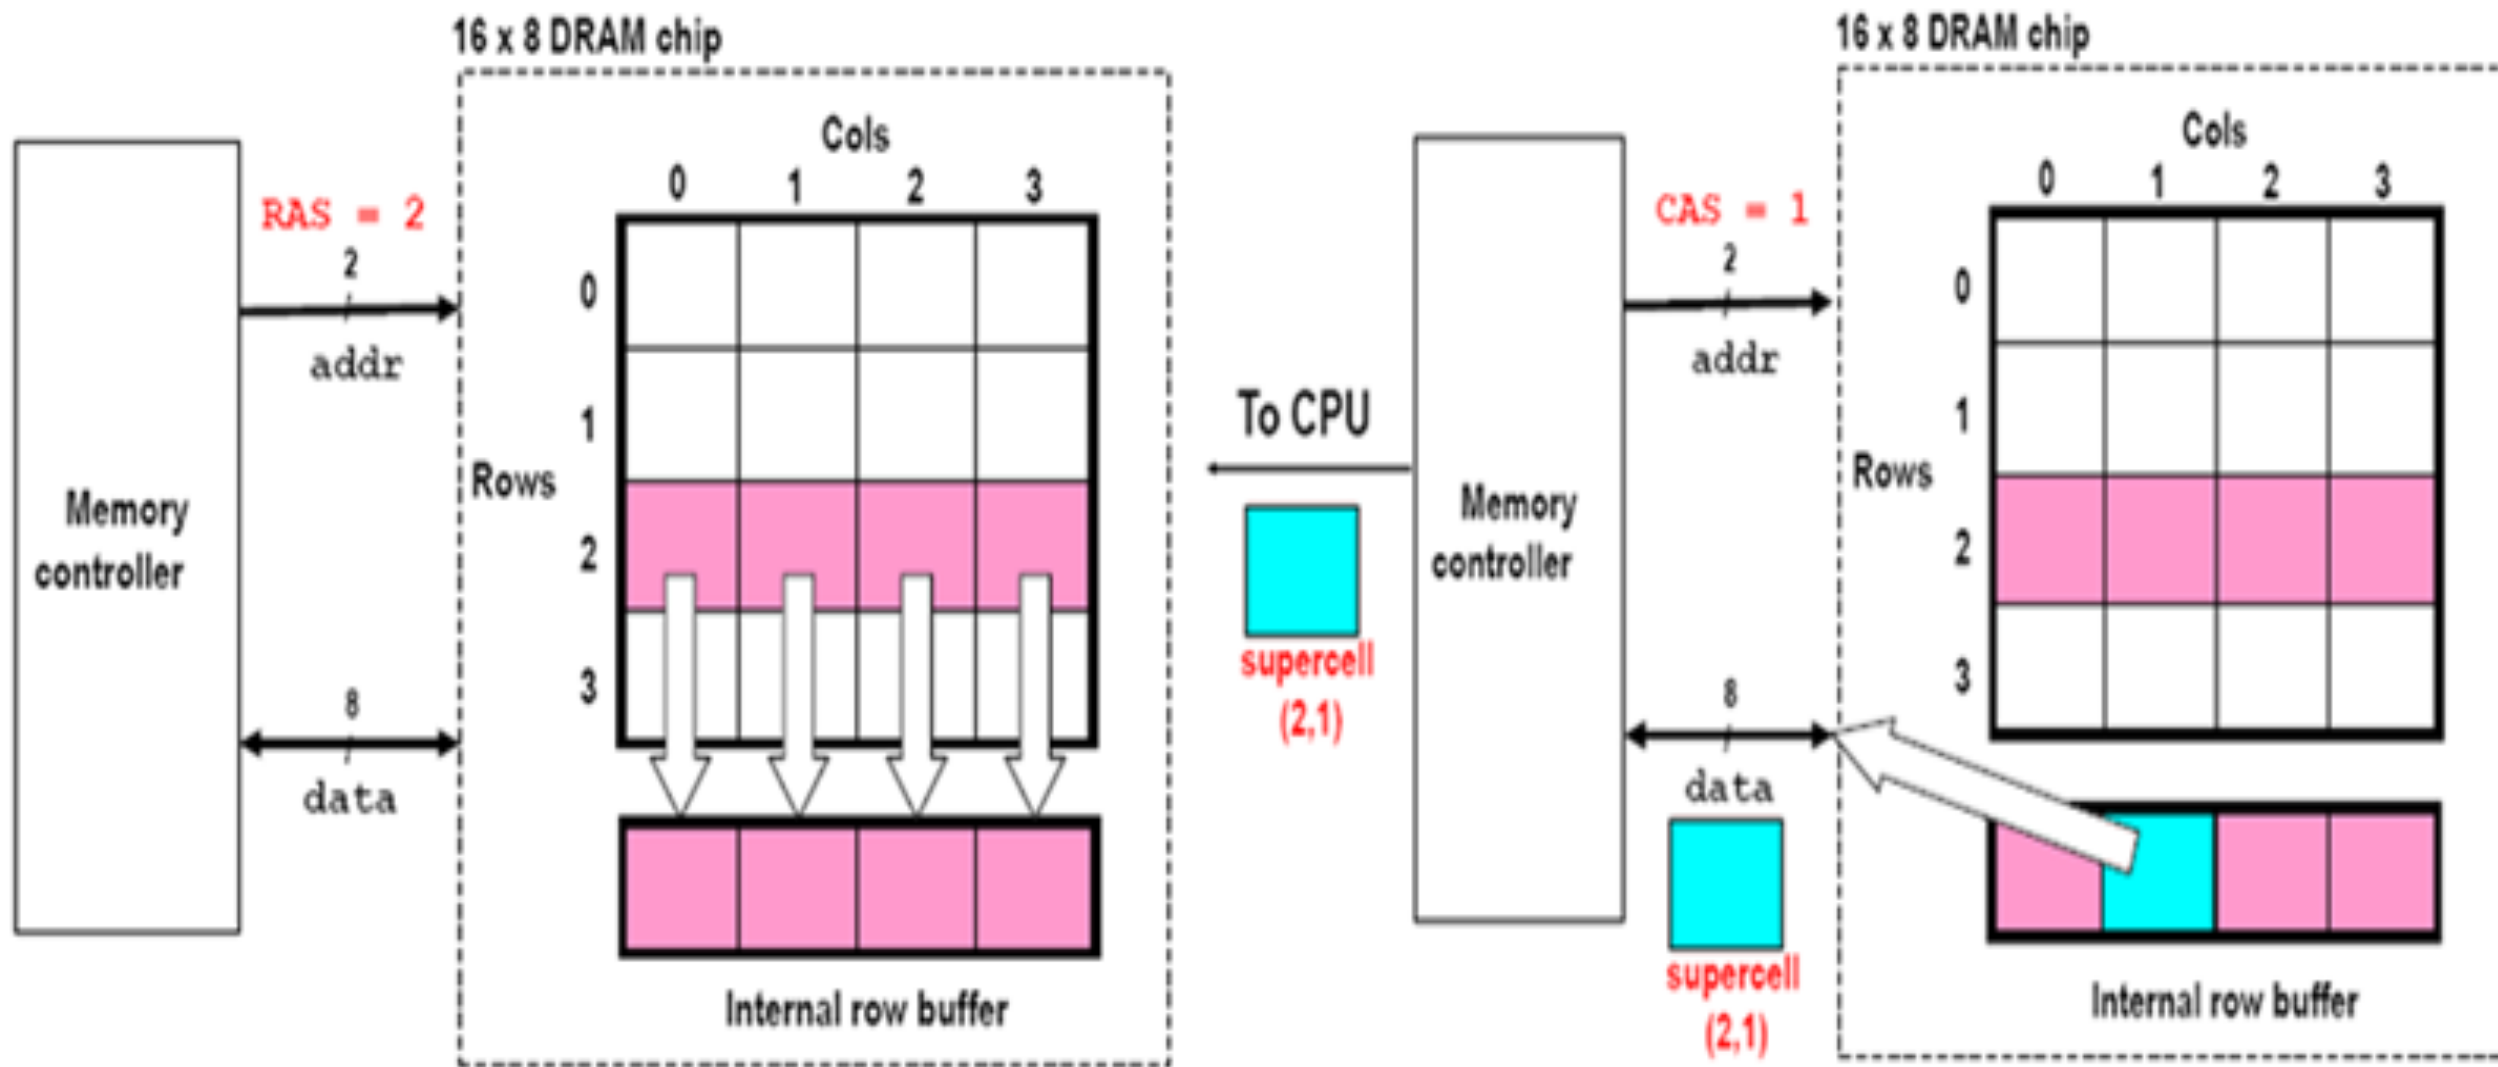 16 x 8 DRAM chip
Cols
0 1 2 3
RAS = 2
2
addr
0
1
Rows
2
3
Memory
controller
8
data
Internal row buffer
16 x 8 DRAM chip
Cols
0 1 2 3
CAS = 1
2
addr
To CPU
0
1
Rows
2
3
Memory
controller
supercell
(2,1)
8
data
supercell
(2,1)
Internal row buffer